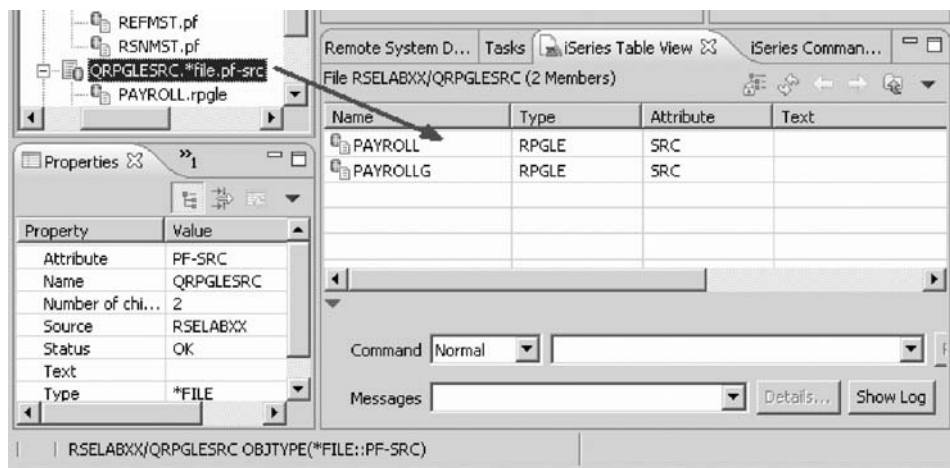 REFMST.pf
RSNMST.pf
QRPGLESRC.*file.pf-src
PAYROLL.rpgle
Properties
»1
Property Value
Attribute PF-SRC
Name QRPGLESRC
Number of chi... 2
Source RSELABXX
Status OK
Text
Type *FILE
Remote System D... Tasks iSeries Table View iSeries Comman...
File RSELABXX/QRPGLESRC (2 Members)
Name Type Attribute Text
PAYROLL RPGLE SRC
PAYROLLG RPGLE SRC
Command Normal
Messages Details... Show Log
RSELABXX/QRPGLESRC OBJTYPE(*FILE::PF-SRC)